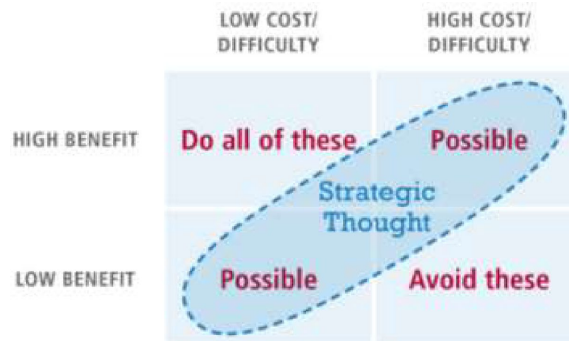 LOW COST/ HIGH COST/
DIFFICULTY DIFFICULTY
HIGH BENEFIT Do all of these Possible
Strategic
Thought
LOW BENEFIT Possible Avoid these